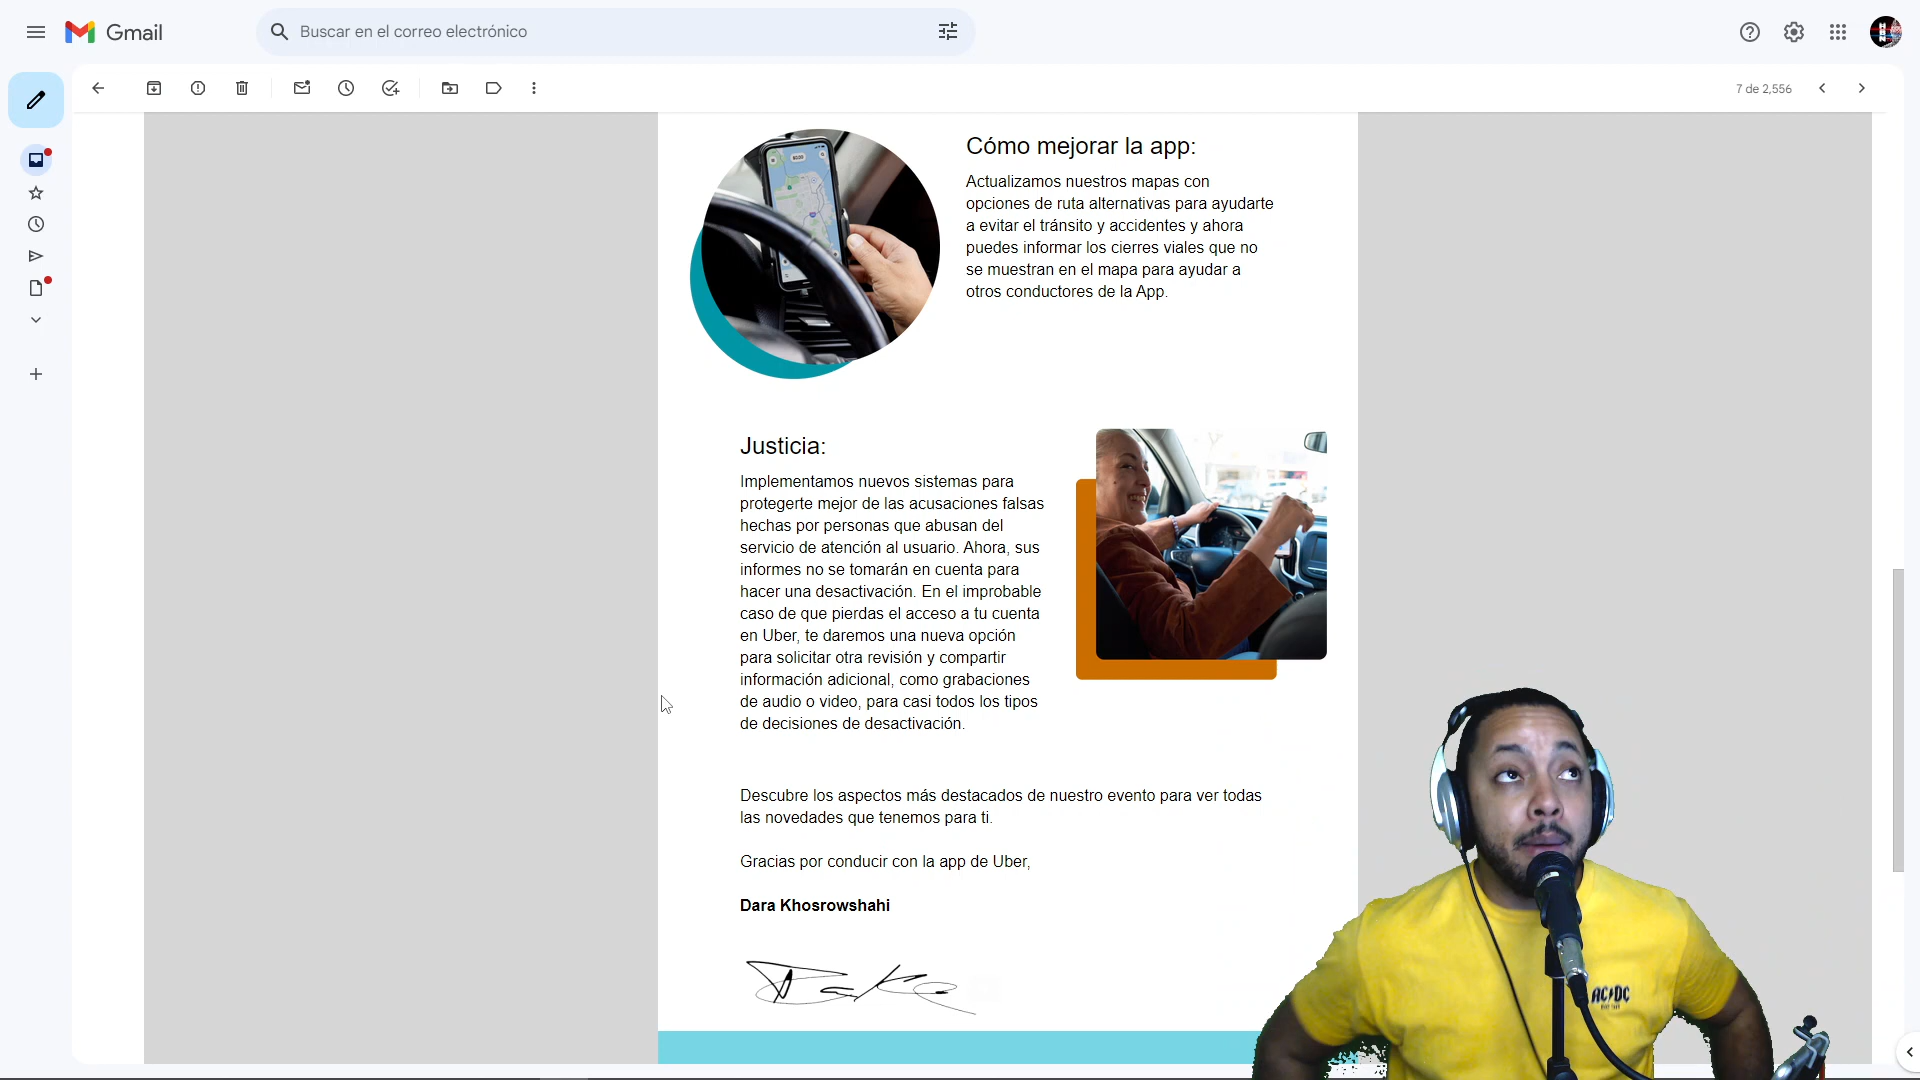 Gmail
Buscar en el correo electrónico
7 de 2,556
Cómo mejorar la app:
Actualizamos nuestros mapas con
opciones de ruta alternativas para ayudarte
a evitar el tránsito y accidentes y ahora
puedes informar los cierres viales que no
se muestran en el mapa para ayudar a
otros conductores de la App.
Justicia:
Implementamos nuevos sistemas para
protegerte mejor de las acusaciones falsas
hechas por personas que abusan del
servicio de atención al usuario. Ahora, sus
informes no se tomarán en cuenta para
hacer una desactivación. En el improbable
caso de que pierdas el acceso a tu cuenta
en Uber, te daremos una nueva opción
para solicitar otra revisión y compartir
información adicional, como grabaciones
de audio o video, para casi todos los tipos
de decisiones de desactivación.
Descubre los aspectos más destacados de nuestro evento para ver todas
las novedades que tenemos para ti.
Gracias por conducir con la app de Uber,
Dara Khosrowshahi
AC/DC